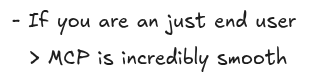 - If you are an just end user
> MCP is incredibly smooth